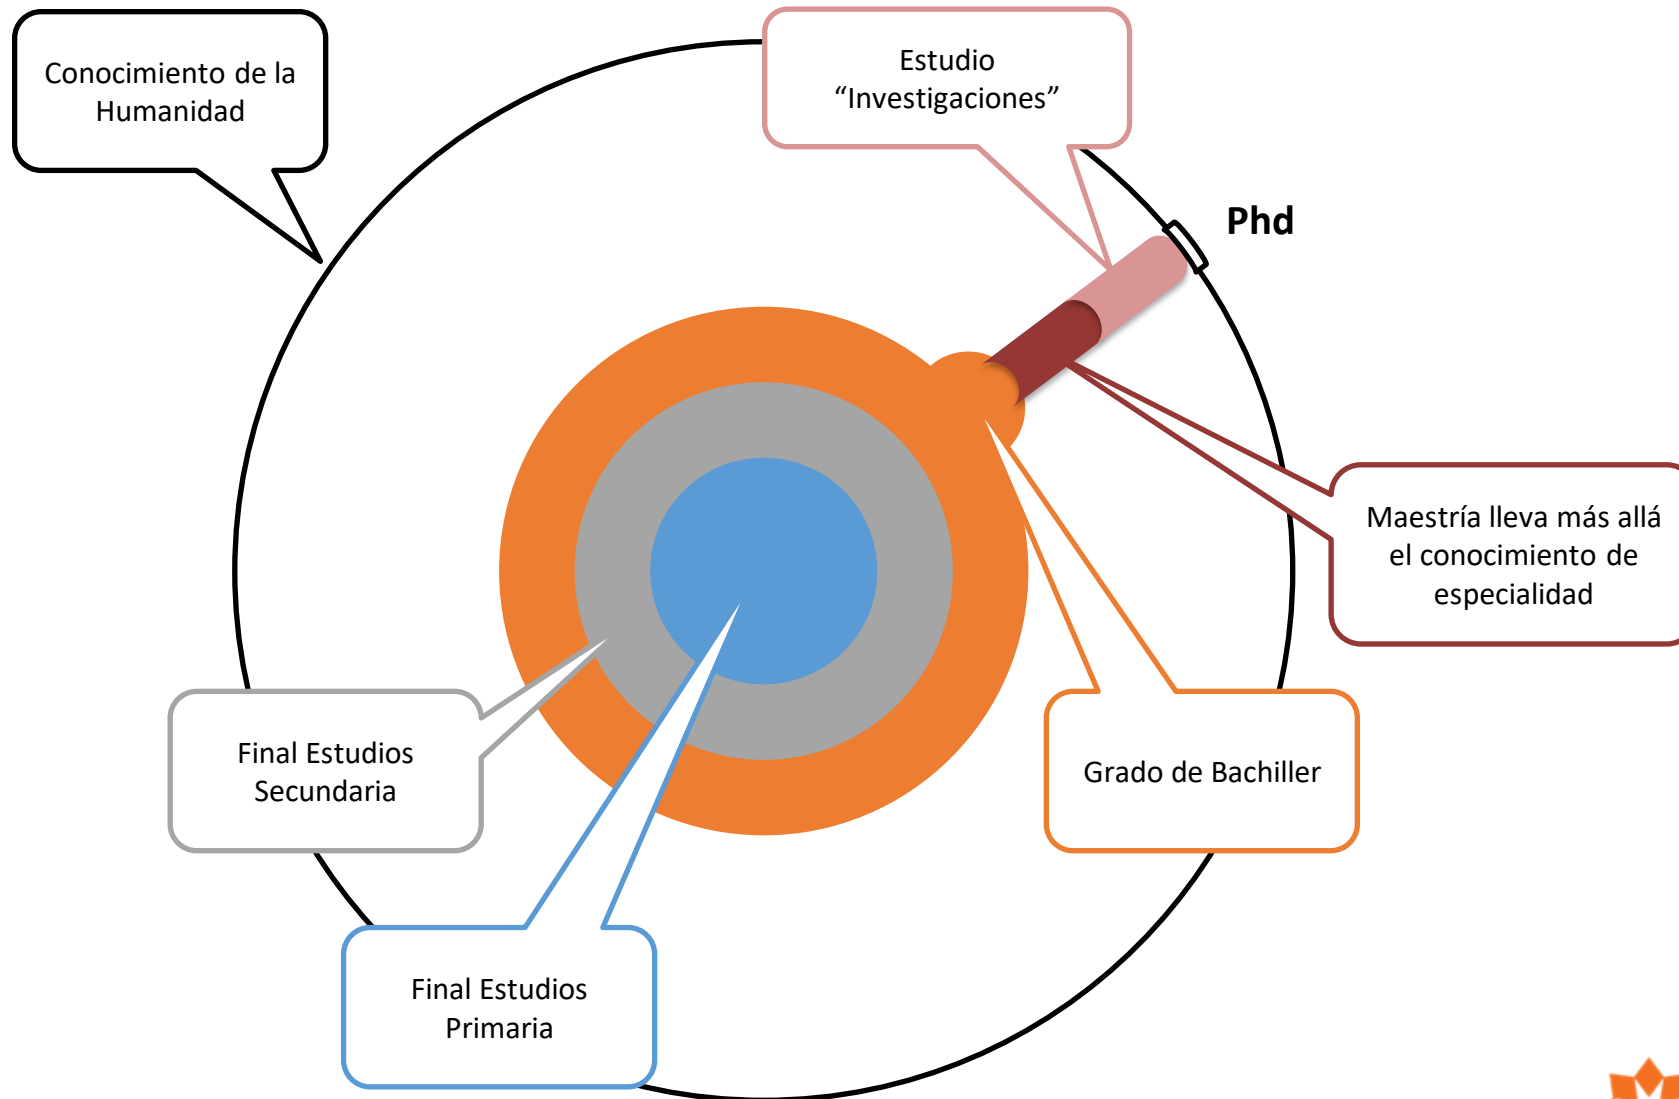 Conocimiento de la
Humanidad
Estudio
“Investigaciones”
Phd
Maestría lleva más allá
el conocimiento de
especialidad
Final Estudios
Secundaria
Grado de Bachiller
Final Estudios
Primaria